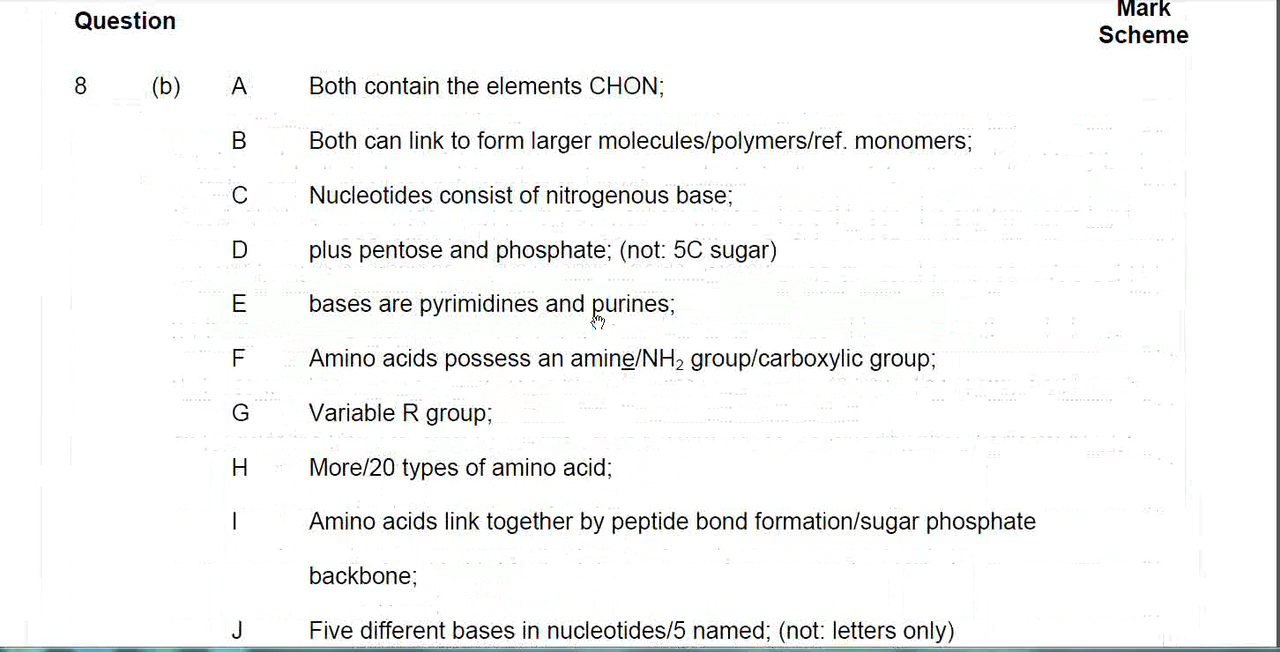 Question
Mark
Scheme
8 (b) A Both contain the elements CHON;
B Both can link to form larger molecules/polymers/ref. monomers;
C Nucleotides consist of nitrogenous base;
D plus pentose and phosphate; (not: 5C sugar)
E bases are pyrimidines and purines;
F Amino acids possess an amine/NH₂ group/carboxylic group;
G Variable R group;
H More/20 types of amino acid;
I Amino acids link together by peptide bond formation/sugar phosphate
backbone;
J Five different bases in nucleotides/5 named; (not: letters only)